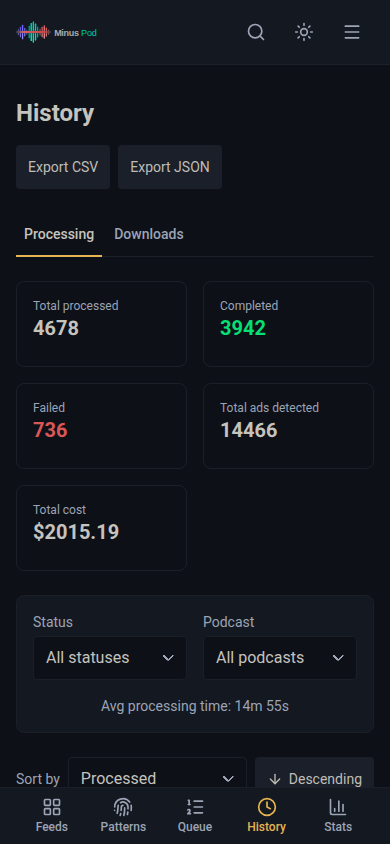 Minus Pod
History
Export CSV Export JSON
Processing Downloads
Total processed
4678
Completed
3942
Failed
736
Total ads detected
14466
Total cost
$2015.19
Status
All statuses
Podcast
All podcasts
Avg processing time: 14m 55s
Sort by Processed Descending
Feeds Patterns Queue History Stats